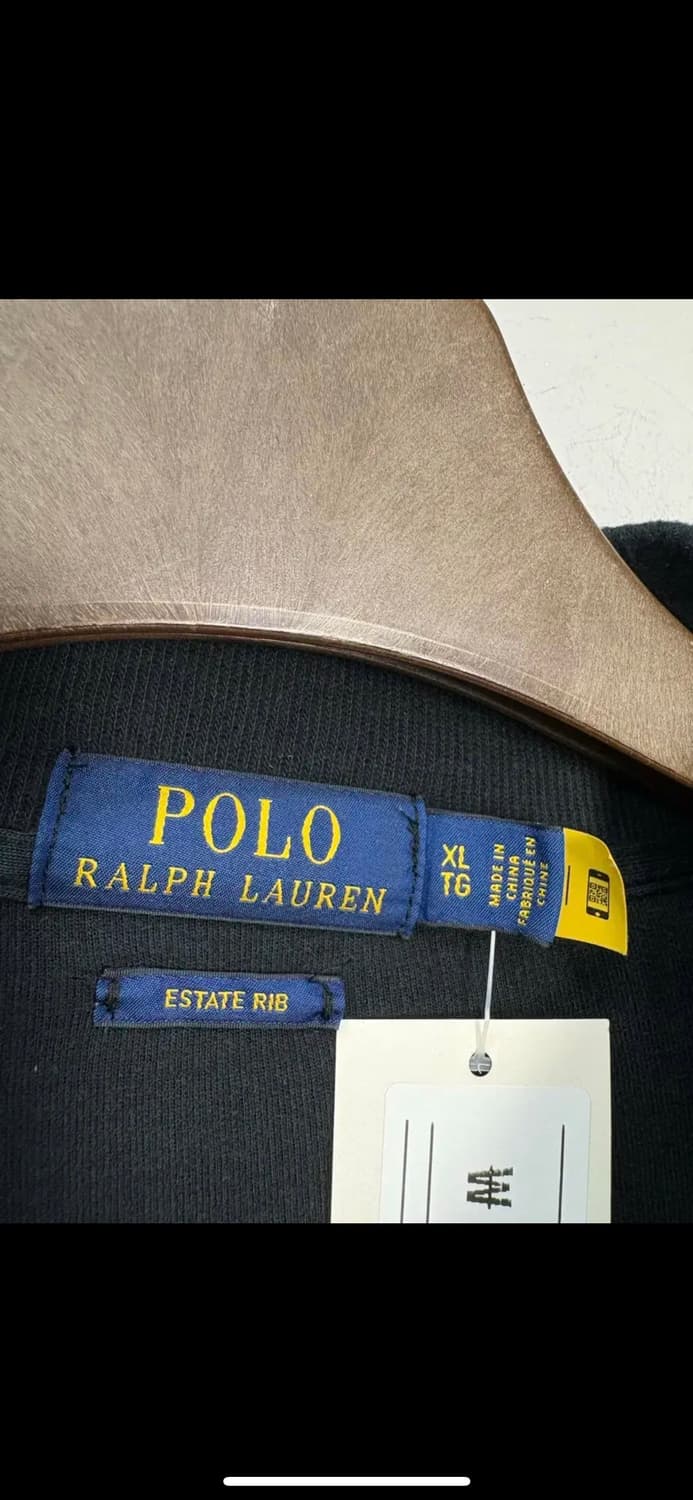 POLO
RALPH LAUREN
XL
TG
MADE IN
CHINA
FABRIQUÉ EN
CHINE
ESTATE RIB